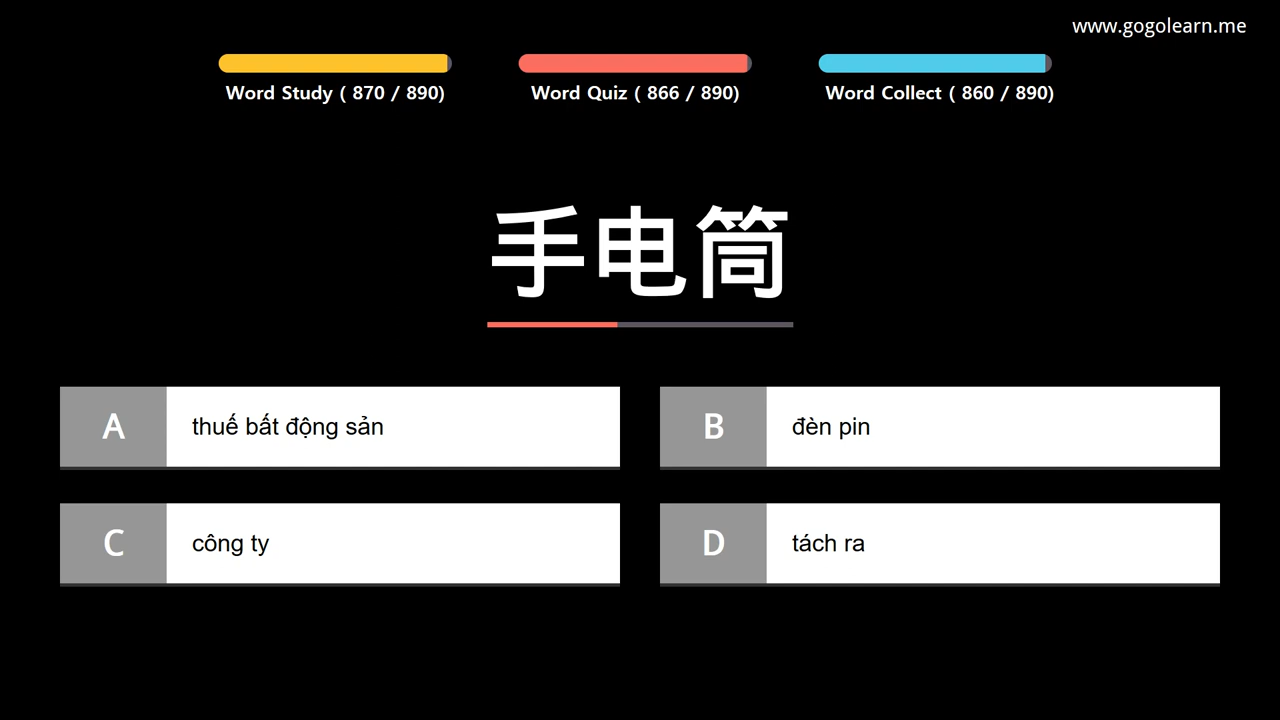 www.gogolearn.me
Word Study ( 870 / 890)
Word Quiz ( 866 / 890)
Word Collect ( 860 / 890)
手电筒
A
thuế bất động sản
B
đèn pin
C
công ty
D
tách ra